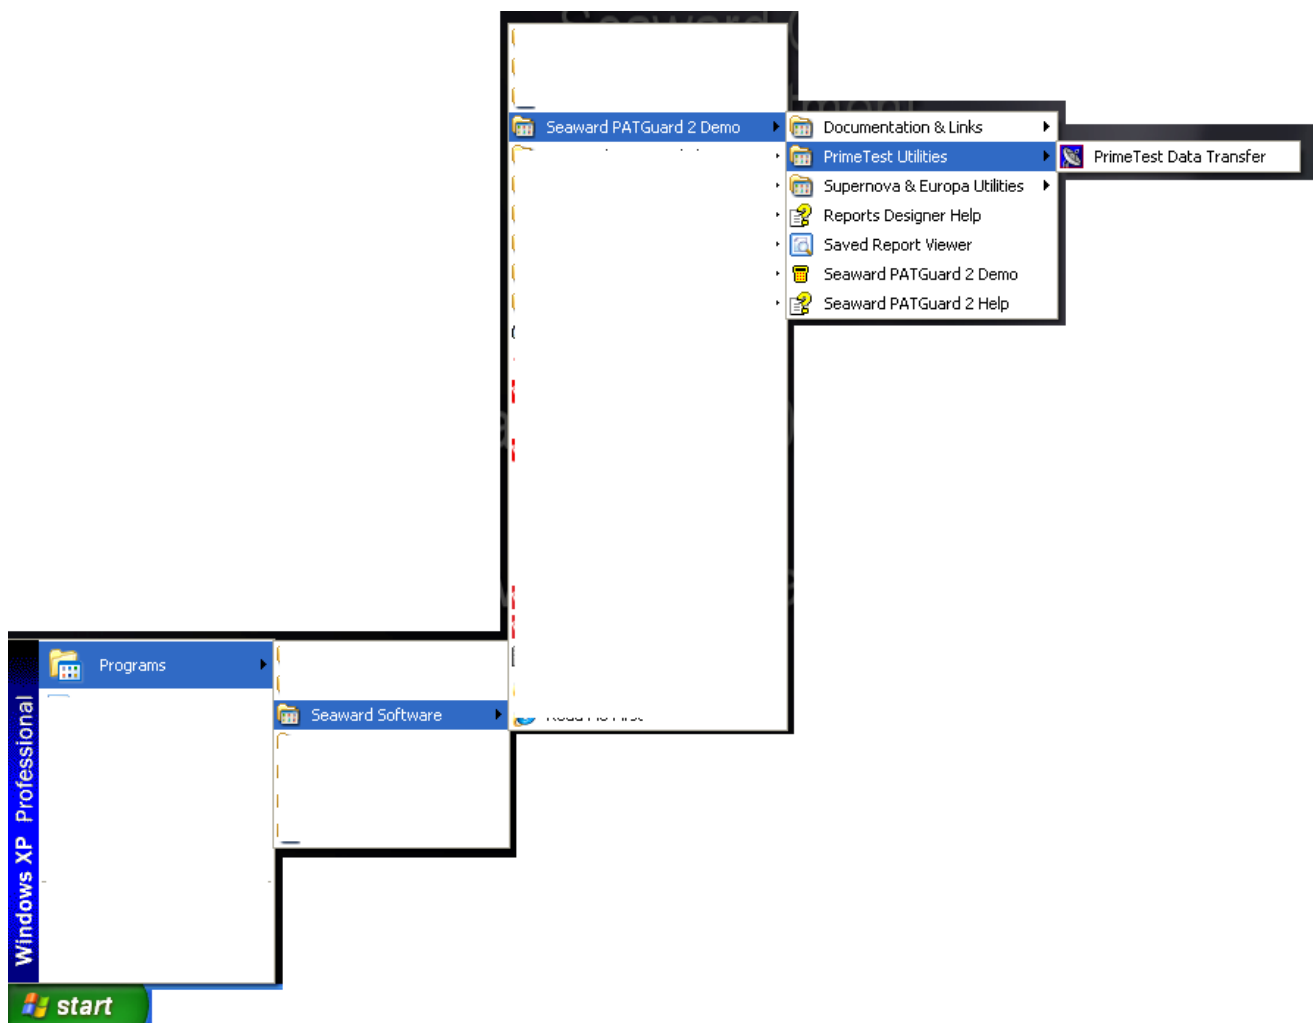 Seaward
Seaward PATGuard 2 Demo
Documentation & Links
PrimeTest Utilities
PrimeTest Data Transfer
Supernova & Europa Utilities
Reports Designer Help
Saved Report Viewer
Seaward PATGuard 2 Demo
Seaward PATGuard 2 Help
Programs
Seaward Software
Windows XP Professional
start